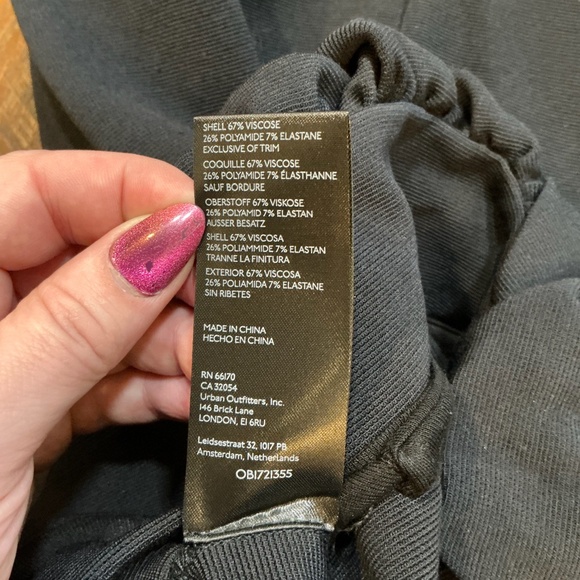 SHELL 67% VISCOSE
26% POLYAMIDE 7% ELASTANE
EXCLUSIVE OF TRIM
COQUILLE 67% VISCOSE
26% POLYAMIDE 7% ÉLASTHANNE
SAUF BORDURE
OBERSTOFF 67% VISKOSE
26% POLYAMID 7% ELASTAN
AUSSER BESATZ
SHELL 67% VISCOSA
26% POLIAMMIDE 7% ELASTAN
TRANNE LA FINITURA
EXTERIOR 67% VISCOSA
26% POLIAMIDA 7% ELASTANE
SIN RIBETES
MADE IN CHINA
HECHO EN CHINA
RN 66170
CA 32054
Urban Outfitters, Inc.
146 Brick Lane
LONDON, E1 6RU
Leidsestraat 32, 1017 PB
Amsterdam, Netherlands
OB1721355